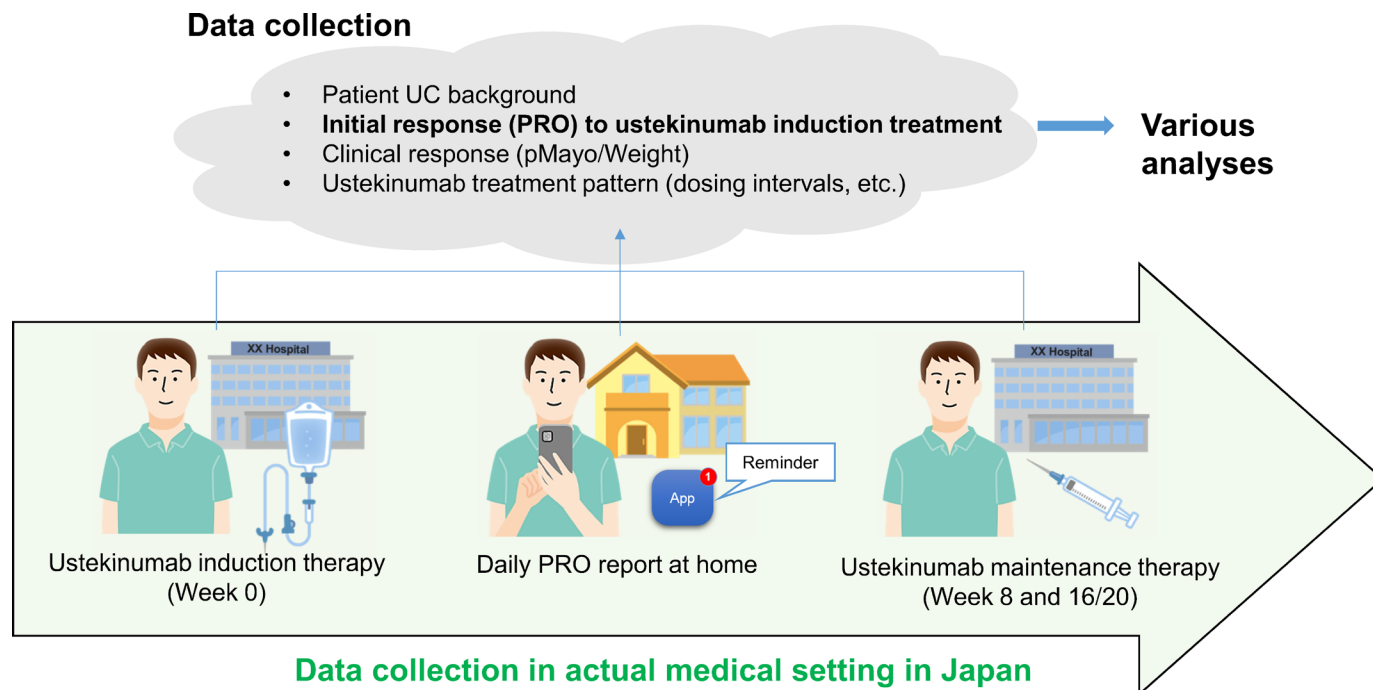 Data collection
• Patient UC background
• Initial response (PRO) to ustekinumab induction treatment
• Clinical response (pMayo/Weight)
• Ustekinumab treatment pattern (dosing intervals, etc.)
Various
analyses
XX Hospital
Ustekinumab induction therapy
(Week 0)
App
1
Reminder
Daily PRO report at home
XX Hospital
Ustekinumab maintenance therapy
(Week 8 and 16/20)
Data collection in actual medical setting in Japan